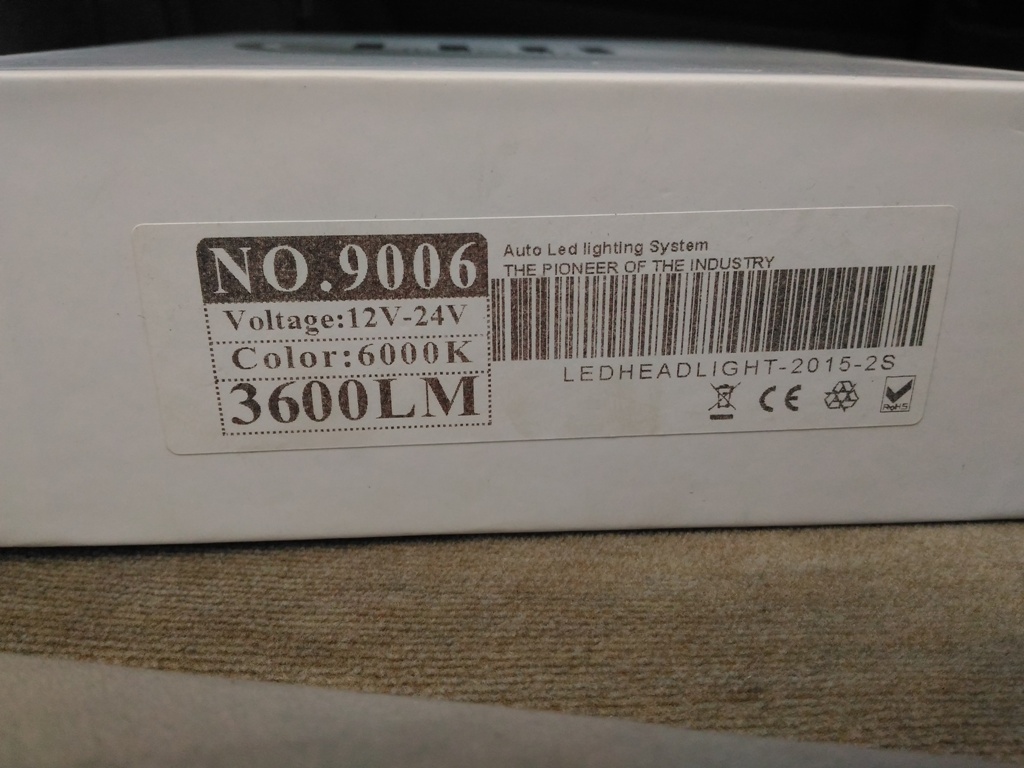 NO.9006
Voltage:12V-24V
Color:6000K
3600LM
Auto Led lighting System
THE PIONEER OF THE INDUSTRY
LEDHEADLIGHT-2015-2S
CE
RoHS